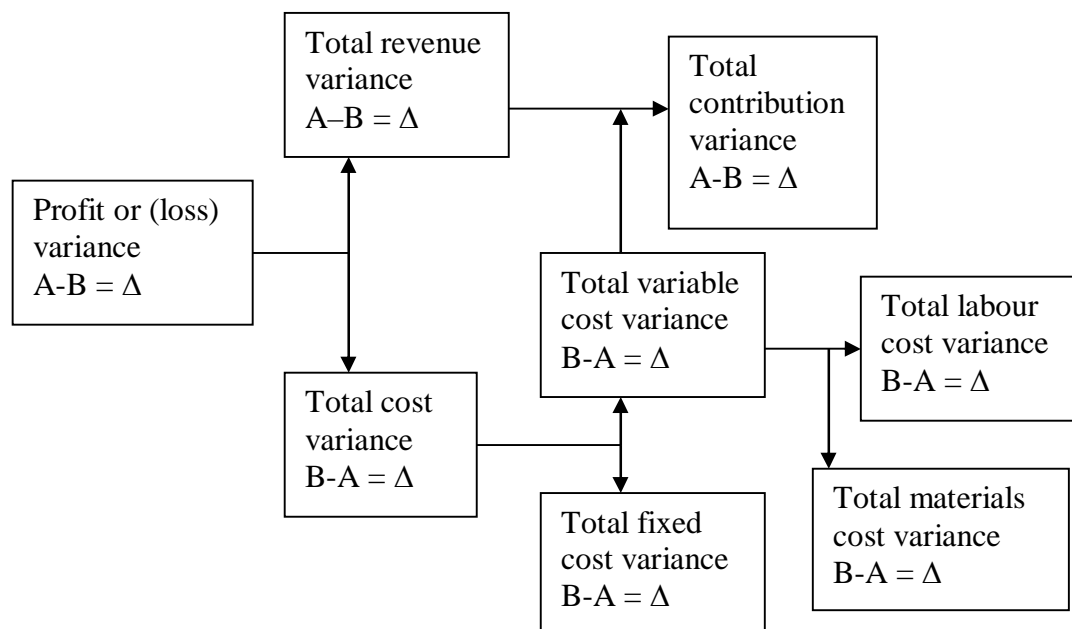 Total revenue
variance
A–B = Δ
Total
contribution
variance
A-B = Δ
Profit or (loss)
variance
A-B = Δ
Total variable
cost variance
B-A = Δ
Total labour
cost variance
B-A = Δ
Total cost
variance
B-A = Δ
Total fixed
cost variance
B-A = Δ
Total materials
cost variance
B-A = Δ